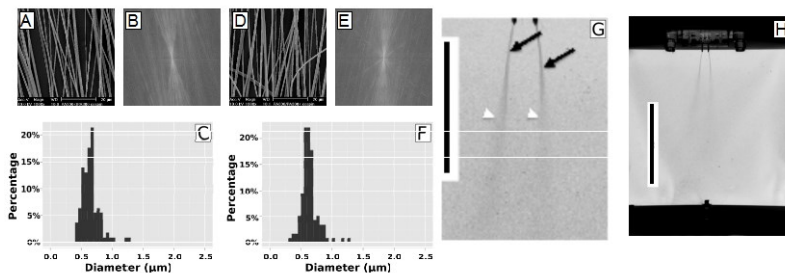 A
B
D
E
G
H
C
20%
15%
10%
5%
0%
Percentage
0.0 0.5 1.0 1.5 2.0 2.5
Diameter (µm)
F
20%
15%
10%
5%
0%
Percentage
0.0 0.5 1.0 1.5 2.0 2.5
Diameter (µm)